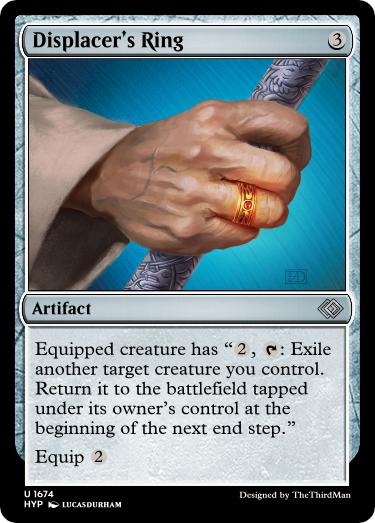 Displacer's Ring 3
Artifact
Equipped creature has “2, T: Exile
another target creature you control.
Return it to the battlefield tapped
under its owner's control at the
beginning of the next end step.”
Equip 2
U 1674
HYP LUCASDURHAM
Designed by TheThirdMan